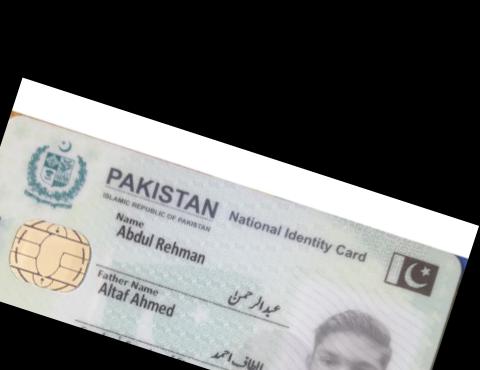 PAKISTAN National Identity Card
ISLAMIC REPUBLIC OF PAKISTAN
Name
Abdul Rehman
عبدالرحمن
Father Name
Altaf Ahmed
الطاف احمد